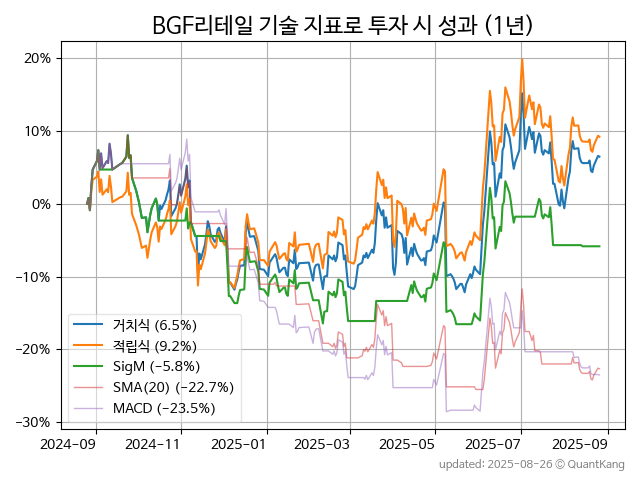 BGF리테일 기술 지표로 투자 시 성과 (1년)
20%
10%
0%
−10%
−20%
−30%
거치식 (6.5%)
적립식 (9.2%)
SigM (−5.8%)
SMA(20) (−22.7%)
MACD (−23.5%)
2024-09
2024-11
2025-01
2025-03
2025-05
2025-07
2025-09
updated: 2025-08-26 © QuantKang